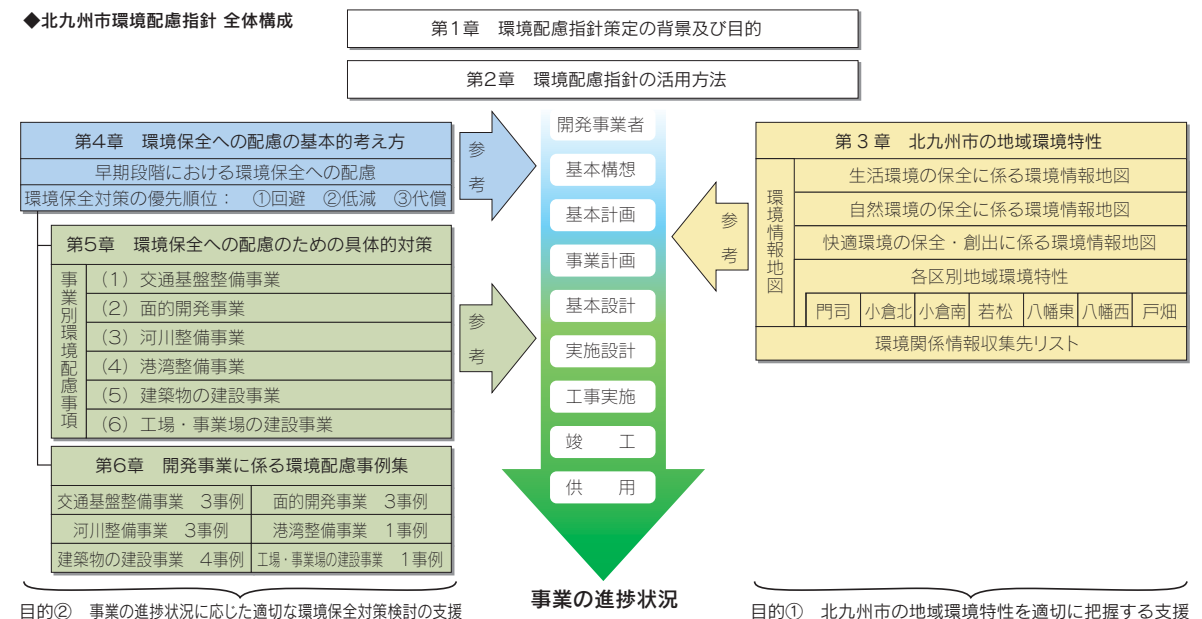 ◆北九州市環境配慮指針 全体構成
第1章　環境配慮指針策定の背景及び目的
第2章　環境配慮指針の活用方法
第4章　環境保全への配慮の基本的考え方
早期段階における環境保全への配慮
環境保全対策の優先順位：　①回避　②低減　③代償
参考
第5章　環境保全への配慮のための具体的対策
事業別環境配慮事項
（1）交通基盤整備事業
（2）面的開発事業
（3）河川整備事業
（4）港湾整備事業
（5）建築物の建設事業
（6）工場・事業場の建設事業
参考
第6章　開発事業に係る環境配慮事例集
交通基盤整備事業　3事例　面的開発事業　3事例
河川整備事業　3事例　港湾整備事業　1事例
建築物の建設事業　4事例　工場・事業場の建設事業　1事例
目的②　事業の進捗状況に応じた適切な環境保全対策検討の支援
開発事業者
基本構想
基本計画
事業計画
基本設計
実施設計
工事実施
竣　工
供　用
事業の進捗状況
参考
第3章　北九州市の地域環境特性
環境情報地図
生活環境の保全に係る環境情報地図
自然環境の保全に係る環境情報地図
快適環境の保全・創出に係る環境情報地図
各区別地域環境特性
門司　小倉北　小倉南　若松　八幡東　八幡西　戸畑
環境関係情報収集先リスト
目的①　北九州市の地域環境特性を適切に把握する支援